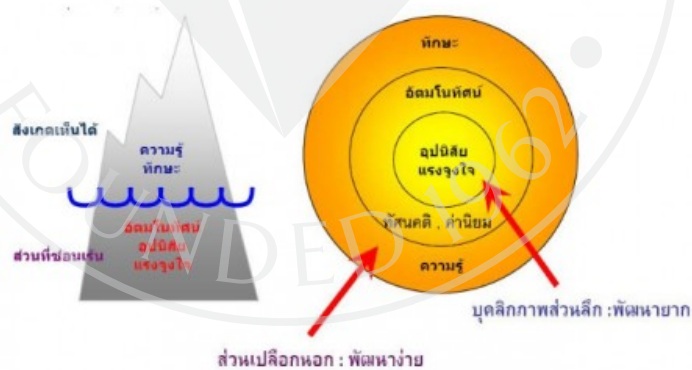 สังเกตเห็นได้
ความรู้
ทักษะ
อัตมโนทัศน์
อุปนิสัย
แรงจูงใจ
ส่วนที่ซ่อนเร้น
ทักษะ
อัตมโนทัศน์
อุปนิสัย
แรงจูงใจ
ทัศนคติ , ค่านิยม
ความรู้
บุคลิกภาพส่วนลึก :พัฒนายาก
ส่วนเปลือกนอก : พัฒนาง่าย
UNDED 1962